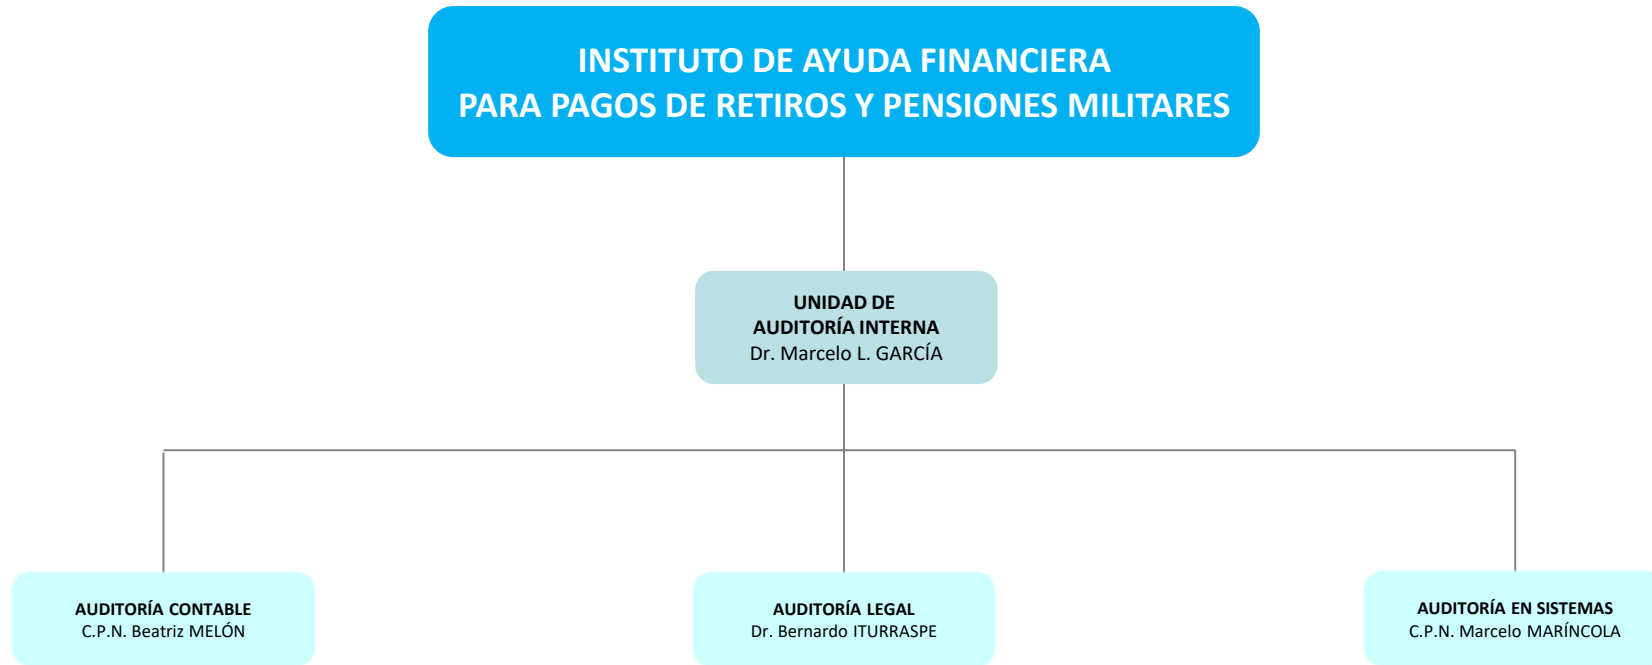 INSTITUTO DE AYUDA FINANCIERA
PARA PAGOS DE RETIROS Y PENSIONES MILITARES
UNIDAD DE
AUDITORÍA INTERNA
Dr. Marcelo L. GARCÍA
AUDITORÍA CONTABLE
C.P.N. Beatriz MELÓN
AUDITORÍA LEGAL
Dr. Bernardo ITURRASPE
AUDITORÍA EN SISTEMAS
C.P.N. Marcelo MARÍNCOLA